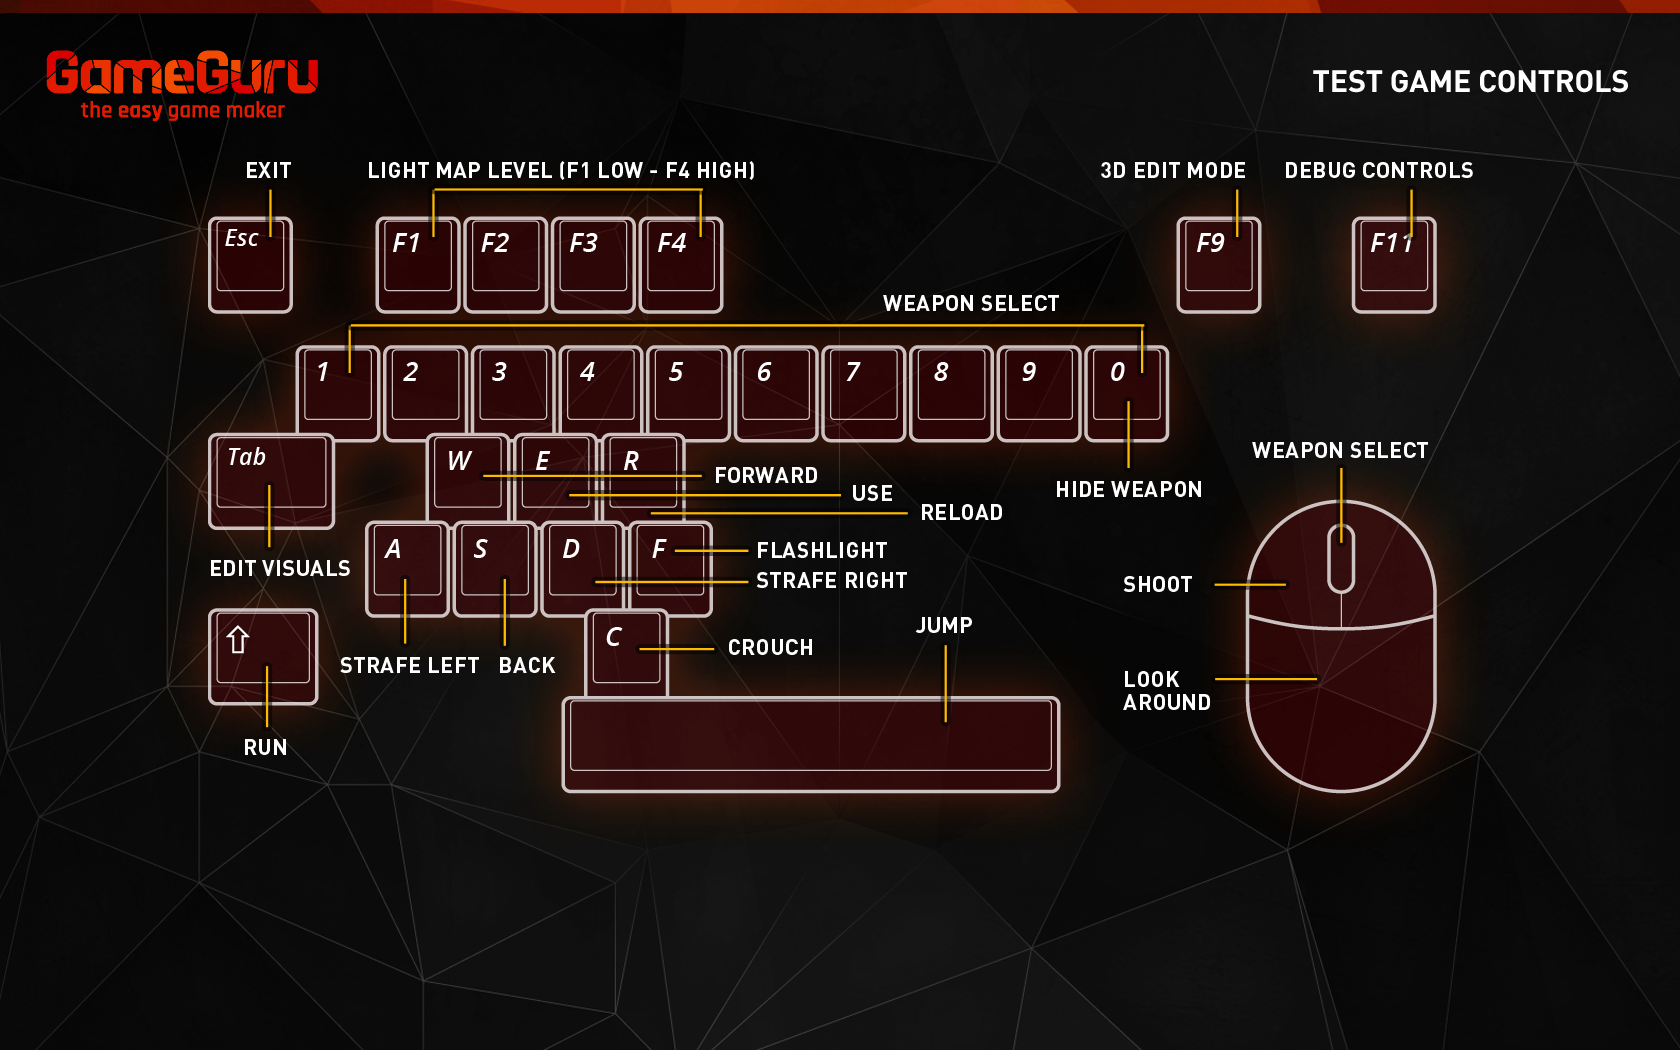 GameGuru
the easy game maker
TEST GAME CONTROLS
EXIT
LIGHT MAP LEVEL (F1 LOW - F4 HIGH)
3D EDIT MODE
DEBUG CONTROLS
Esc
F1
F2
F3
F4
F9
F11
WEAPON SELECT
1
2
3
4
5
6
7
8
9
0
Tab
W
E
R
FORWARD
USE
RELOAD
HIDE WEAPON
WEAPON SELECT
EDIT VISUALS
A
S
D
F
FLASHLIGHT
STRAFE RIGHT
SHOOT
STRAFE LEFT
BACK
C
CROUCH
JUMP
LOOK
AROUND
RUN